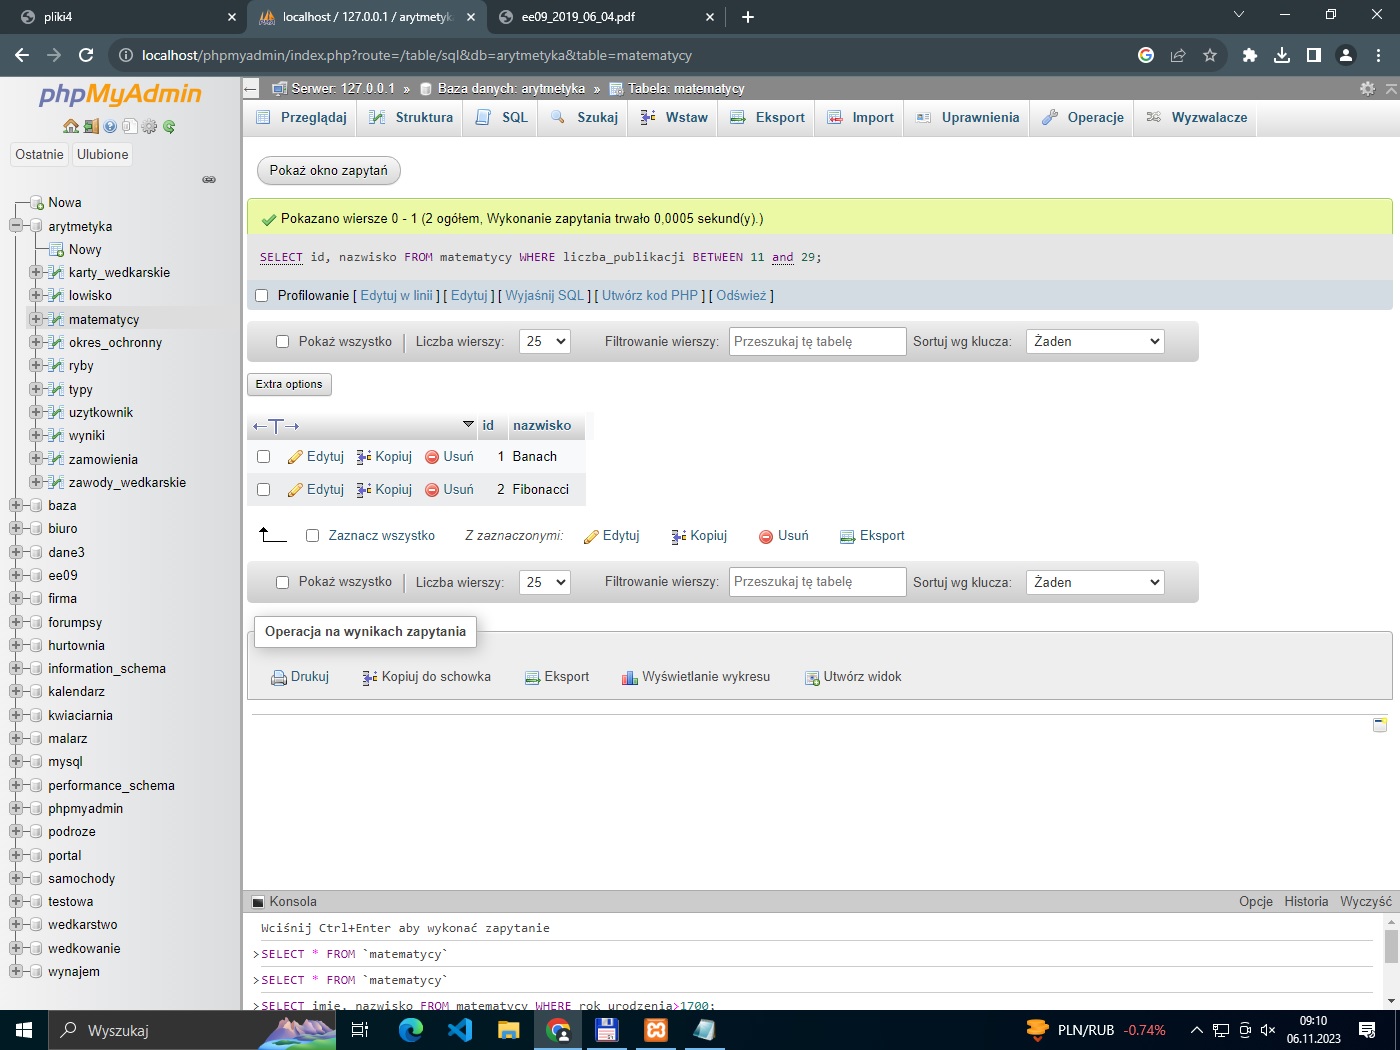 pliki4
localhost / 127.0.0.1 / arytmetyk
ee09_2019_06_04.pdf
localhost/phpmyadmin/index.php?route=/table/sql&db=arytmetyka&table=matematycy
phpMyAdmin
Ostatnie Ulubione
Nowa
arytmetyka
Nowy
karty_wedkarskie
lowisko
matematycy
okres_ochronny
ryby
typy
uzytkownik
wyniki
zamowienia
zawody_wedkarskie
baza
biuro
dane3
ee09
firma
forumpsy
hurtownia
information_schema
kalendarz
kwiaciarnia
malarz
mysql
performance_schema
phpmyadmin
podroze
portal
samochody
testowa
wedkarstwo
wedkowanie
wynajem
Serwer: 127.0.0.1 » Baza danych: arytmetyka » Tabela: matematycy
Przeglądaj Struktura SQL Szukaj Wstaw Eksport Import Uprawnienia Operacje Wyzwalacze
Pokaż okno zapytań
Pokazano wiersze 0 - 1 (2 ogółem, Wykonanie zapytania trwało 0,0005 sekund(y).)
SELECT id, nazwisko FROM matematycy WHERE liczba_publikacji BETWEEN 11 and 29;
Profilowanie [ Edytuj w linii ] [ Edytuj ] [ Wyjaśnij SQL ] [ Utwórz kod PHP ] [ Odśwież ]
Pokaż wszystko Liczba wierszy: 25 Filtrowanie wierszy: Przeszukaj tę tabelę Sortuj wg klucza: Żaden
Extra options
←T→ id nazwisko
Edytuj Kopiuj Usuń 1 Banach
Edytuj Kopiuj Usuń 2 Fibonacci
Zaznacz wszystko Z zaznaczonymi: Edytuj Kopiuj Usuń Eksport
Pokaż wszystko Liczba wierszy: 25 Filtrowanie wierszy: Przeszukaj tę tabelę Sortuj wg klucza: Żaden
Operacja na wynikach zapytania
Drukuj Kopiuj do schowka Eksport Wyświetlanie wykresu Utwórz widok
Konsola Opcje Historia Wyczyść
Wciśnij Ctrl+Enter aby wykonać zapytanie
>SELECT * FROM `matematycy`
>SELECT * FROM `matematycy`
>SELECT imie, nazwisko FROM matematycy WHERE rok_urodzenia>1700;
Wyszukaj
PLN/RUB -0.74%
09:10
06.11.2023